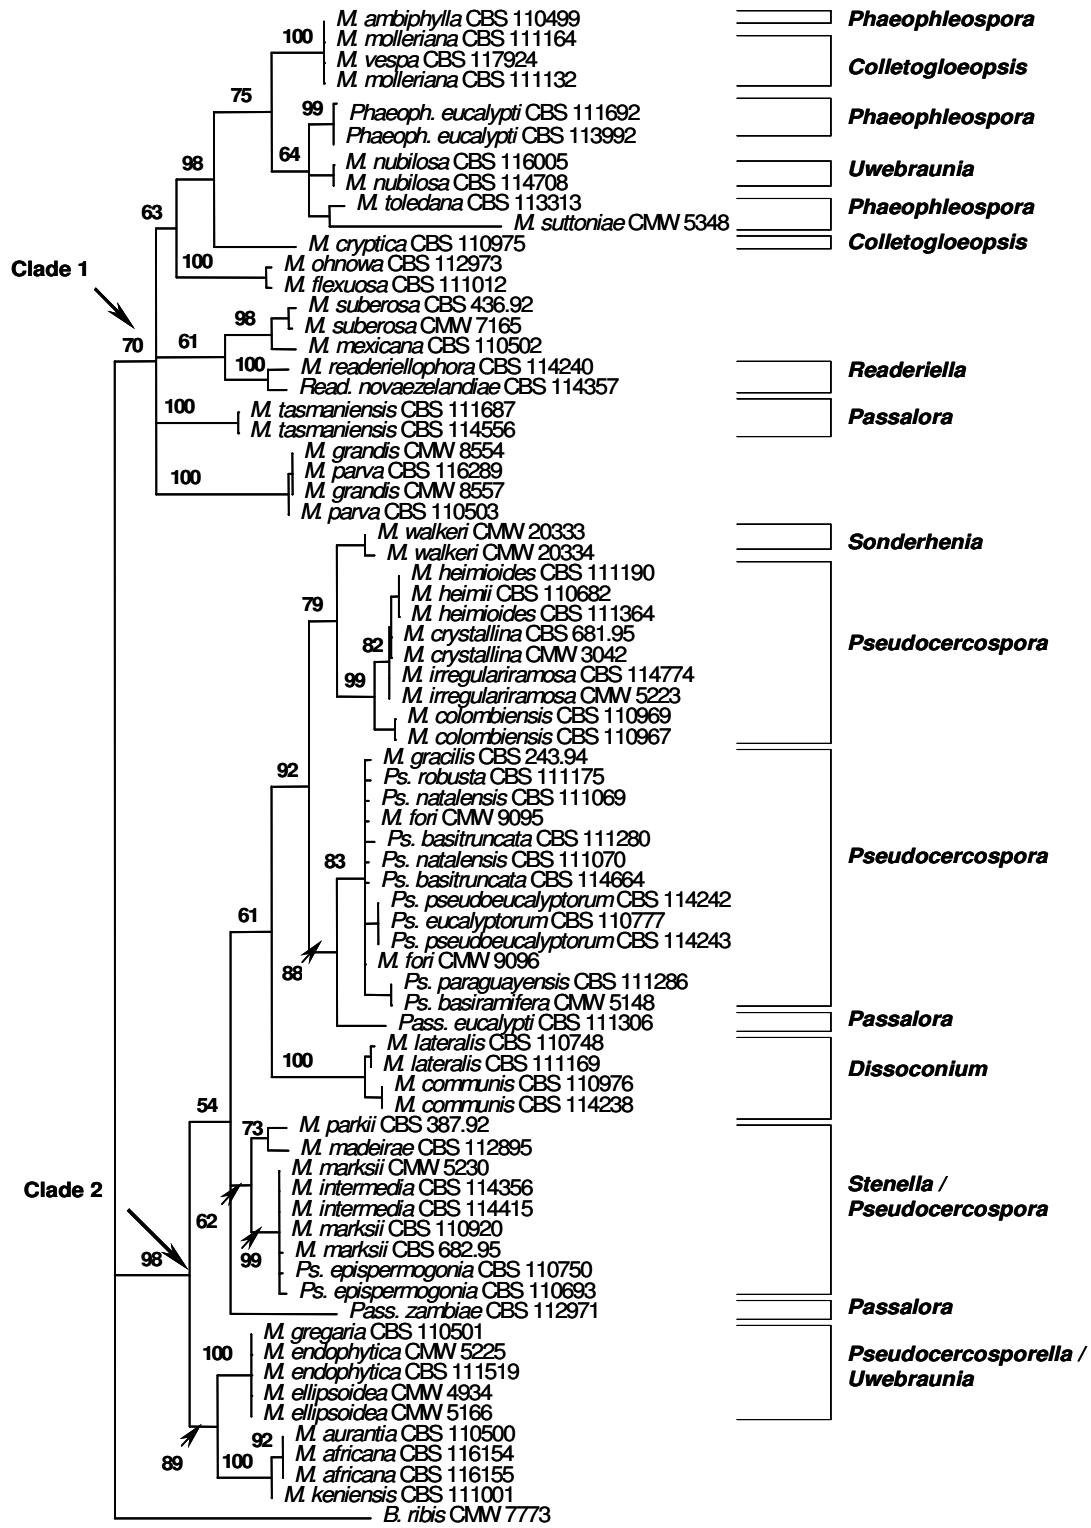 M. ambiphylla CBS 110499
Phaeophleospora
M. molleriana CBS 111164
100
M. vespa CBS 117924
Colletogloeopsis
M. molleriana CBS 111132
75
99
Phaeoph. eucalypti CBS 111692
Phaeophleospora
Phaeoph. eucalypti CBS 113992
64
98
M. nubilosa CBS 116005
Uwebraunia
M. nubilosa CBS 114708
M. toledana CBS 113313
Phaeophleospora
63
M. suttoniae CMW 5348
M. cryptica CBS 110975
Colletogloeopsis
100
M. ohnowa CBS 112973
Clade 1
M. flexuosa CBS 111012
M. suberosa CBS 436.92
98
M. suberosa CMW 7165
70
61
M. mexicana CBS 110502
100
M. readeriellophora CBS 114240
Readeriella
Read. novaezelandiae CBS 114357
100
M. tasmaniensis CBS 111687
Passalora
M. tasmaniensis CBS 114556
M. grandis CMW 8554
M. parva CBS 116289
100
M. grandis CMW 8557
M. parva CBS 110503
M. walkeri CMW 20333
Sonderhenia
M. walkeri CMW 20334
M. heimioides CBS 111190
M. heimii CBS 110682
79
M. heimioides CBS 111364
M. crystallina CBS 681.95
Pseudocercospora
82
M. crystallina CMW 3042
99
M. irregulariramosa CBS 114774
M. irregulariramosa CMW 5223
M. colombiensis CBS 110969
M. colombiensis CBS 110967
M. gracilis CBS 243.94
92
Ps. robusta CBS 111175
Ps. natalensis CBS 111069
M. fori CMW 9095
Ps. basitruncata CBS 111280
83
Ps. natalensis CBS 111070
Pseudocercospora
Ps. basitruncata CBS 114664
Ps. pseudoeucalyptorum CBS 114242
61
Ps. eucalyptorum CBS 110777
Ps. pseudoeucalyptorum CBS 114243
M. fori CMW 9096
88
Ps. paraguayensis CBS 111286
Ps. basiramifera CMW 5148
Pass. eucalypti CBS 111306
Passalora
M. lateralis CBS 110748
100
M. lateralis CBS 111169
Dissoconium
M. communis CBS 110976
54
M. communis CBS 114238
73
M. parkii CBS 387.92
M. madeirae CBS 112895
M. marksii CMW 5230
Clade 2
M. intermedia CBS 114356
Stenella /
M. intermedia CBS 114415
Pseudocercospora
62
M. marksii CBS 110920
98
99
M. marksii CBS 682.95
Ps. epispermogonia CBS 110750
Ps. epispermogonia CBS 110693
Pass. zambiae CBS 112971
Passalora
M. gregaria CBS 110501
100
M. endophytica CMW 5225
Pseudocercosporella /
M. endophytica CBS 111519
Uwebraunia
M. ellipsoidea CMW 4934
M. ellipsoidea CMW 5166
92
M. aurantia CBS 110500
M. africana CBS 116154
89
100
M. africana CBS 116155
M. keniensis CBS 111001
B. ribis CMW 7773